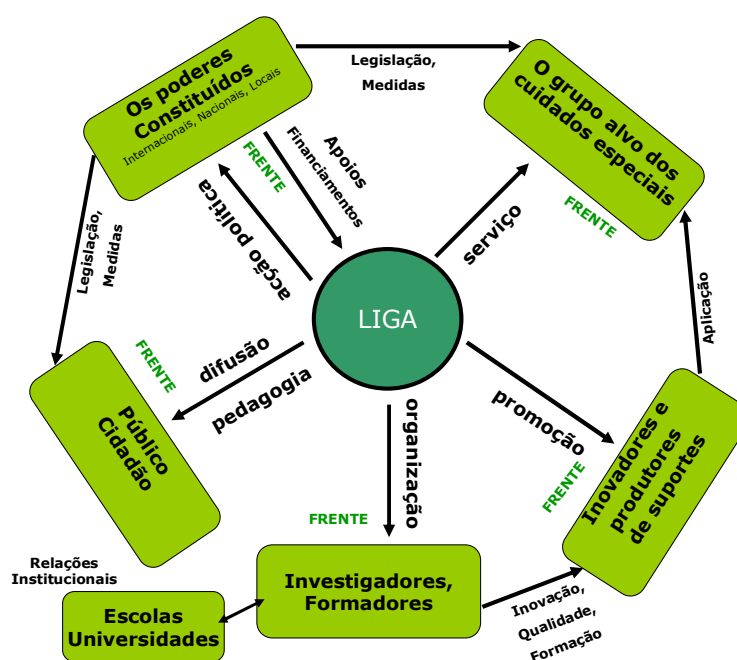 Os poderes
Constituídos
Internacionais, Nacionais, Locais
Legislação,
Medidas
O grupo alvo dos
cuidados especiais
FRENTE
Apoios
Financiamentos
FRENTE
acção política
serviço
Legislação,
Medidas
LIGA
Aplicação
FRENTE
difusão
pedagogia
Público
Cidadão
organização
promoção
FRENTE
Inovadores e
produtores
de suportes
FRENTE
Relações
Institucionais
Escolas
Universidades
Investigadores,
Formadores
Inovação,
Qualidade,
Formação